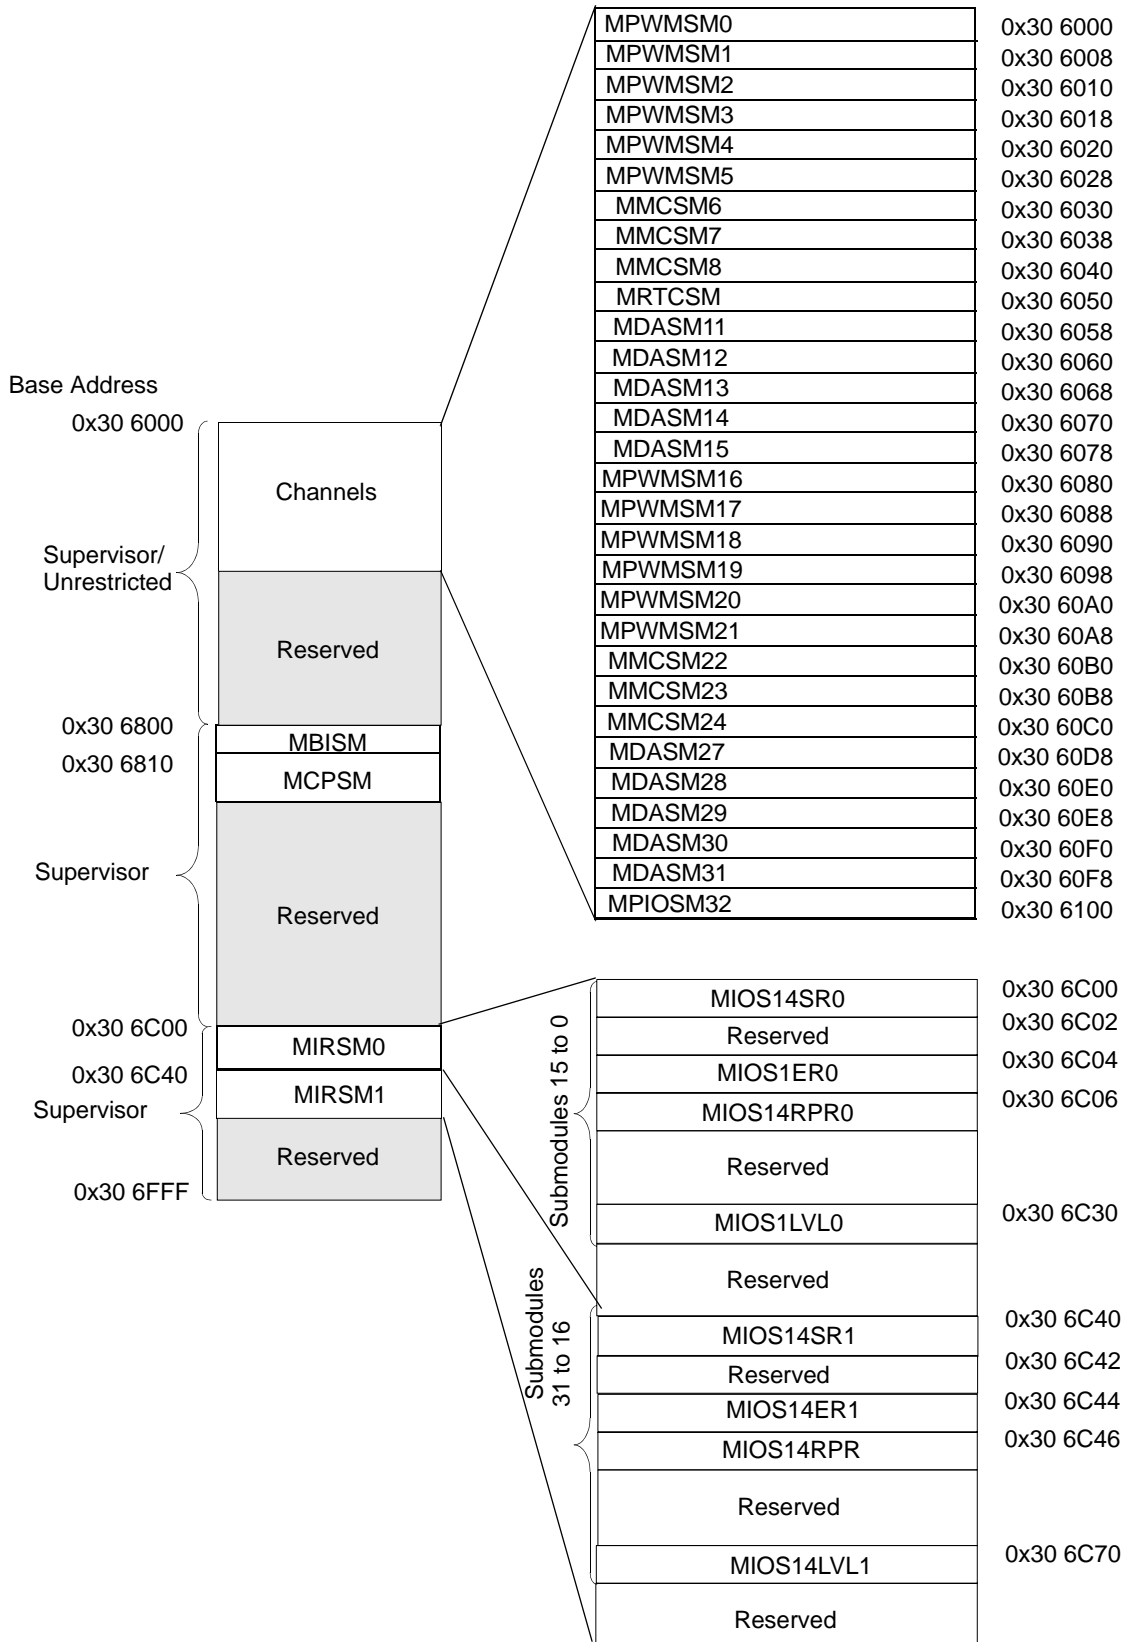 MPWMSM0 0x30 6000
MPWMSM1 0x30 6008
MPWMSM2 0x30 6010
MPWMSM3 0x30 6018
MPWMSM4 0x30 6020
MPWMSM5 0x30 6028
MMCSM6 0x30 6030
MMCSM7 0x30 6038
MMCSM8 0x30 6040
MRTCSM 0x30 6050
MDASM11 0x30 6058
MDASM12 0x30 6060
MDASM13 0x30 6068
MDASM14 0x30 6070
MDASM15 0x30 6078
MPWMSM16 0x30 6080
MPWMSM17 0x30 6088
MPWMSM18 0x30 6090
MPWMSM19 0x30 6098
MPWMSM20 0x30 60A0
MPWMSM21 0x30 60A8
MMCSM22 0x30 60B0
MMCSM23 0x30 60B8
MMCSM24 0x30 60C0
MDASM27 0x30 60D8
MDASM28 0x30 60E0
MDASM29 0x30 60E8
MDASM30 0x30 60F0
MDASM31 0x30 60F8
MPIOSM32 0x30 6100
Base Address
0x30 6000
Channels
Supervisor/
Unrestricted
Reserved
0x30 6800
MBISM
0x30 6810
MCPSM
Supervisor
Reserved
0x30 6C00
MIRSM0
0x30 6C40
MIRSM1
Supervisor
Reserved
0x30 6FFF
Submodules 15 to 0
MIOS14SR0 0x30 6C00
Reserved 0x30 6C02
MIOS1ER0 0x30 6C04
MIOS14RPR0 0x30 6C06
Reserved
MIOS1LVL0 0x30 6C30
Reserved
Submodules
31 to 16
MIOS14SR1 0x30 6C40
Reserved 0x30 6C42
MIOS14ER1 0x30 6C44
MIOS14RPR 0x30 6C46
Reserved
MIOS14LVL1 0x30 6C70
Reserved